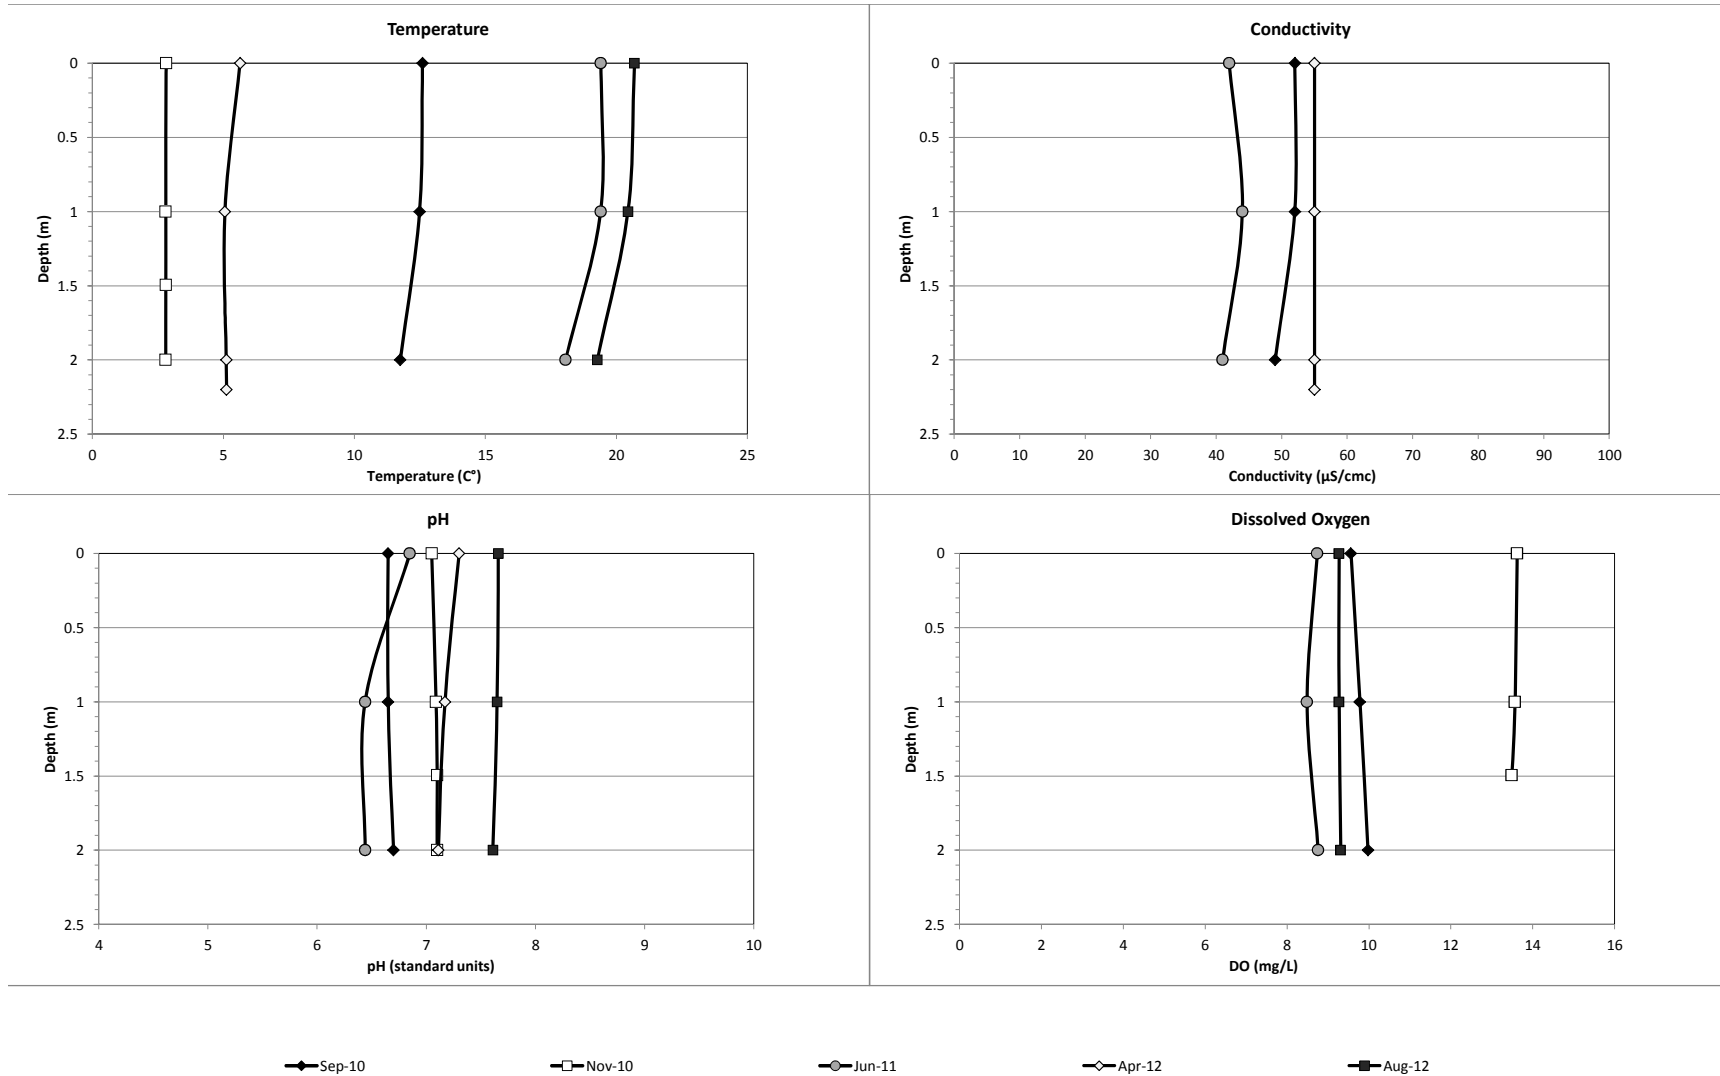 Temperature
0
0.5
1
1.5
2
2.5
Depth (m)
0 5 10 15 20 25
Temperature (C°)
Conductivity
0
0.5
1
1.5
2
2.5
Depth (m)
0 10 20 30 40 50 60 70 80 90 100
Conductivity (µS/cmc)
pH
0
0.5
1
1.5
2
2.5
Depth (m)
4 5 6 7 8 9 10
pH (standard units)
Dissolved Oxygen
0
0.5
1
1.5
2
2.5
Depth (m)
0 2 4 6 8 10 12 14 16
DO (mg/L)
Sep-10 Nov-10 Jun-11 Apr-12 Aug-12